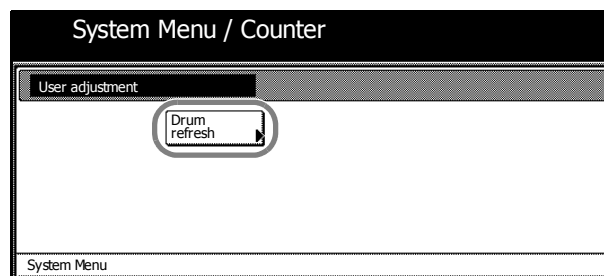 System Menu / Counter
User adjustment
Drum
refresh
System Menu